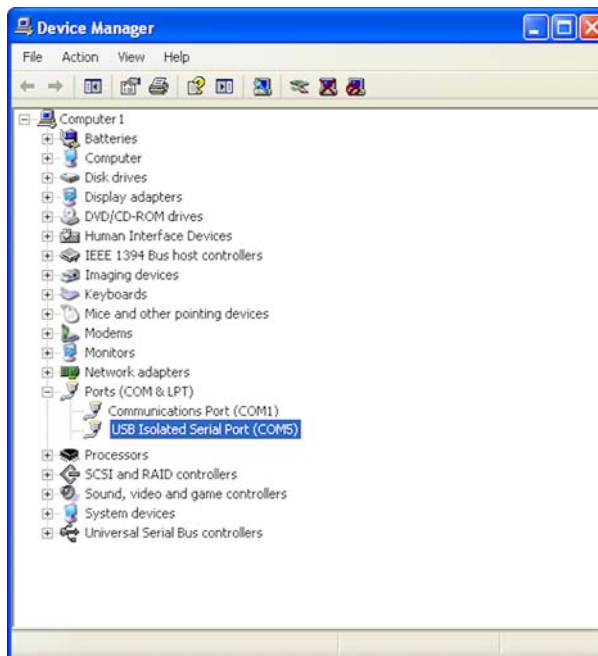 Device Manager
File Action View Help
Computer1
Batteries
Computer
Disk drives
Display adapters
DVD/CD-ROM drives
Human Interface Devices
IEEE 1394 Bus host controllers
Imaging devices
Keyboards
Mice and other pointing devices
Modems
Monitors
Network adapters
Ports (COM & LPT)
Communications Port (COM1)
USB Isolated Serial Port (COM5)
Processors
SCSI and RAID controllers
Sound, video and game controllers
System devices
Universal Serial Bus controllers